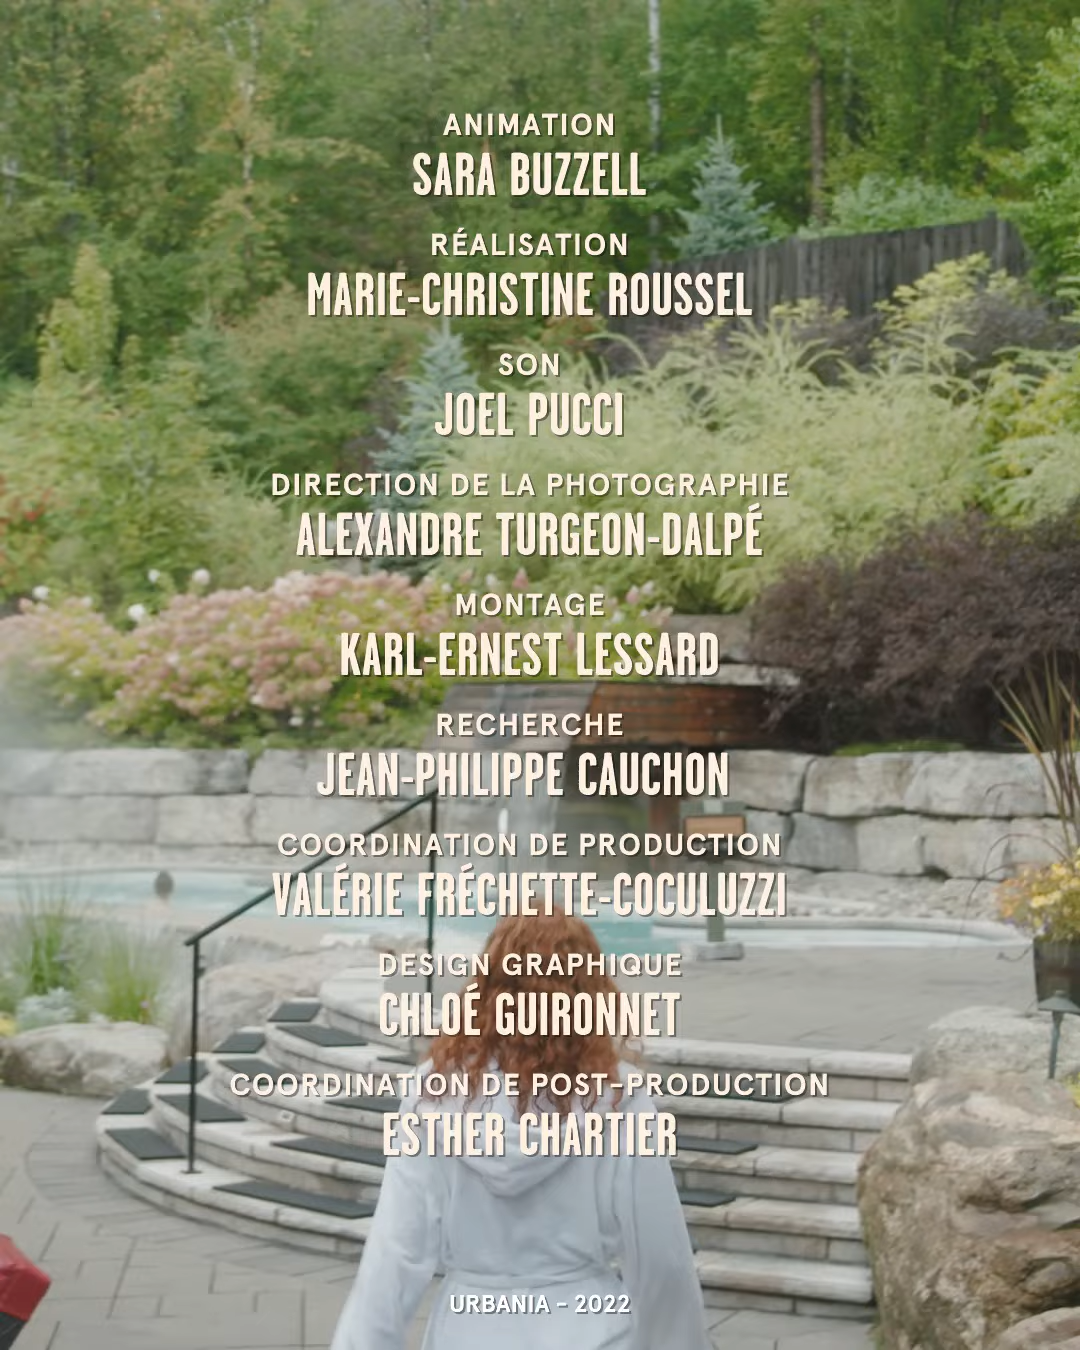 ANIMATION
SARA BUZZELL
RÉALISATION
MARIE-CHRISTINE ROUSSEL
SON
JOEL PUCCI
DIRECTION DE LA PHOTOGRAPHIE
ALEXANDRE TURGEON-DALPÉ
MONTAGE
KARL-ERNEST LESSARD
RECHERCHE
JEAN-PHILIPPE CAUCHON
COORDINATION DE PRODUCTION
VALÉRIE FRÉCHETTE-COCULUZZI
DESIGN GRAPHIQUE
CHLOÉ GUIRONNET
COORDINATION DE POST-PRODUCTION
ESTHER CHARTIER
URBANIA - 2022